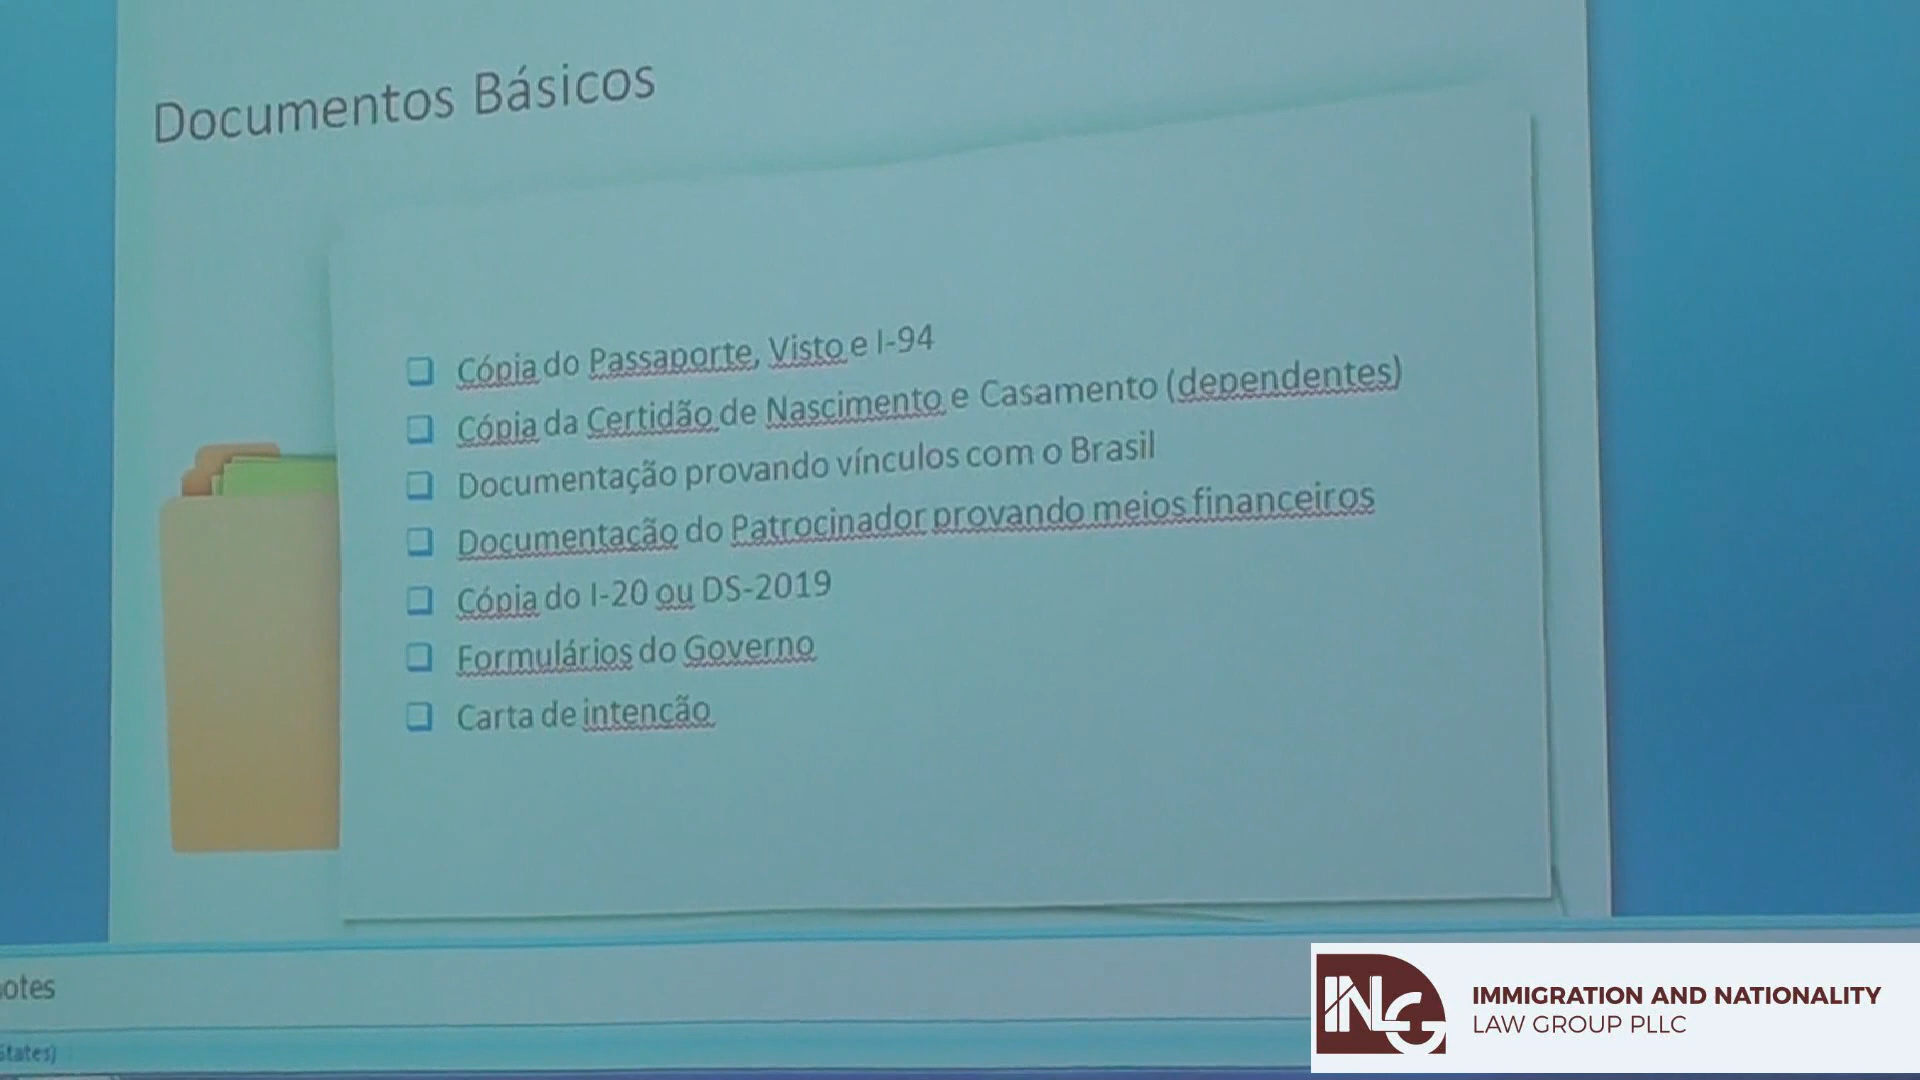 Documentos Básicos
Cópia do Passaporte, Visto e I-94
Cópia da Certidão de Nascimento e Casamento (dependentes)
Documentação provando vínculos com o Brasil
Documentação do Patrocinador provando meios financeiros
Cópia do I-20 ou DS-2019
Formulários do Governo
Carta de intenção
otes
States)
INLG
IMMIGRATION AND NATIONALITY
LAW GROUP PLLC